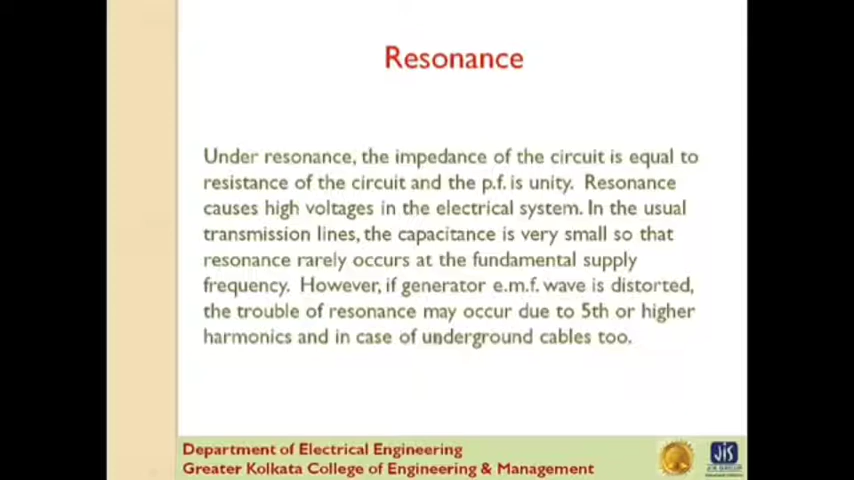 Resonance
Under resonance, the impedance of the circuit is equal to
resistance of the circuit and the p.f. is unity. Resonance
causes high voltages in the electrical system. In the usual
transmission lines, the capacitance is very small so that
resonance rarely occurs at the fundamental supply
frequency. However, if generator e.m.f. wave is distorted,
the trouble of resonance may occur due to 5th or higher
harmonics and in case of underground cables too.
Department of Electrical Engineering
Greater Kolkata College of Engineering & Management
JIS